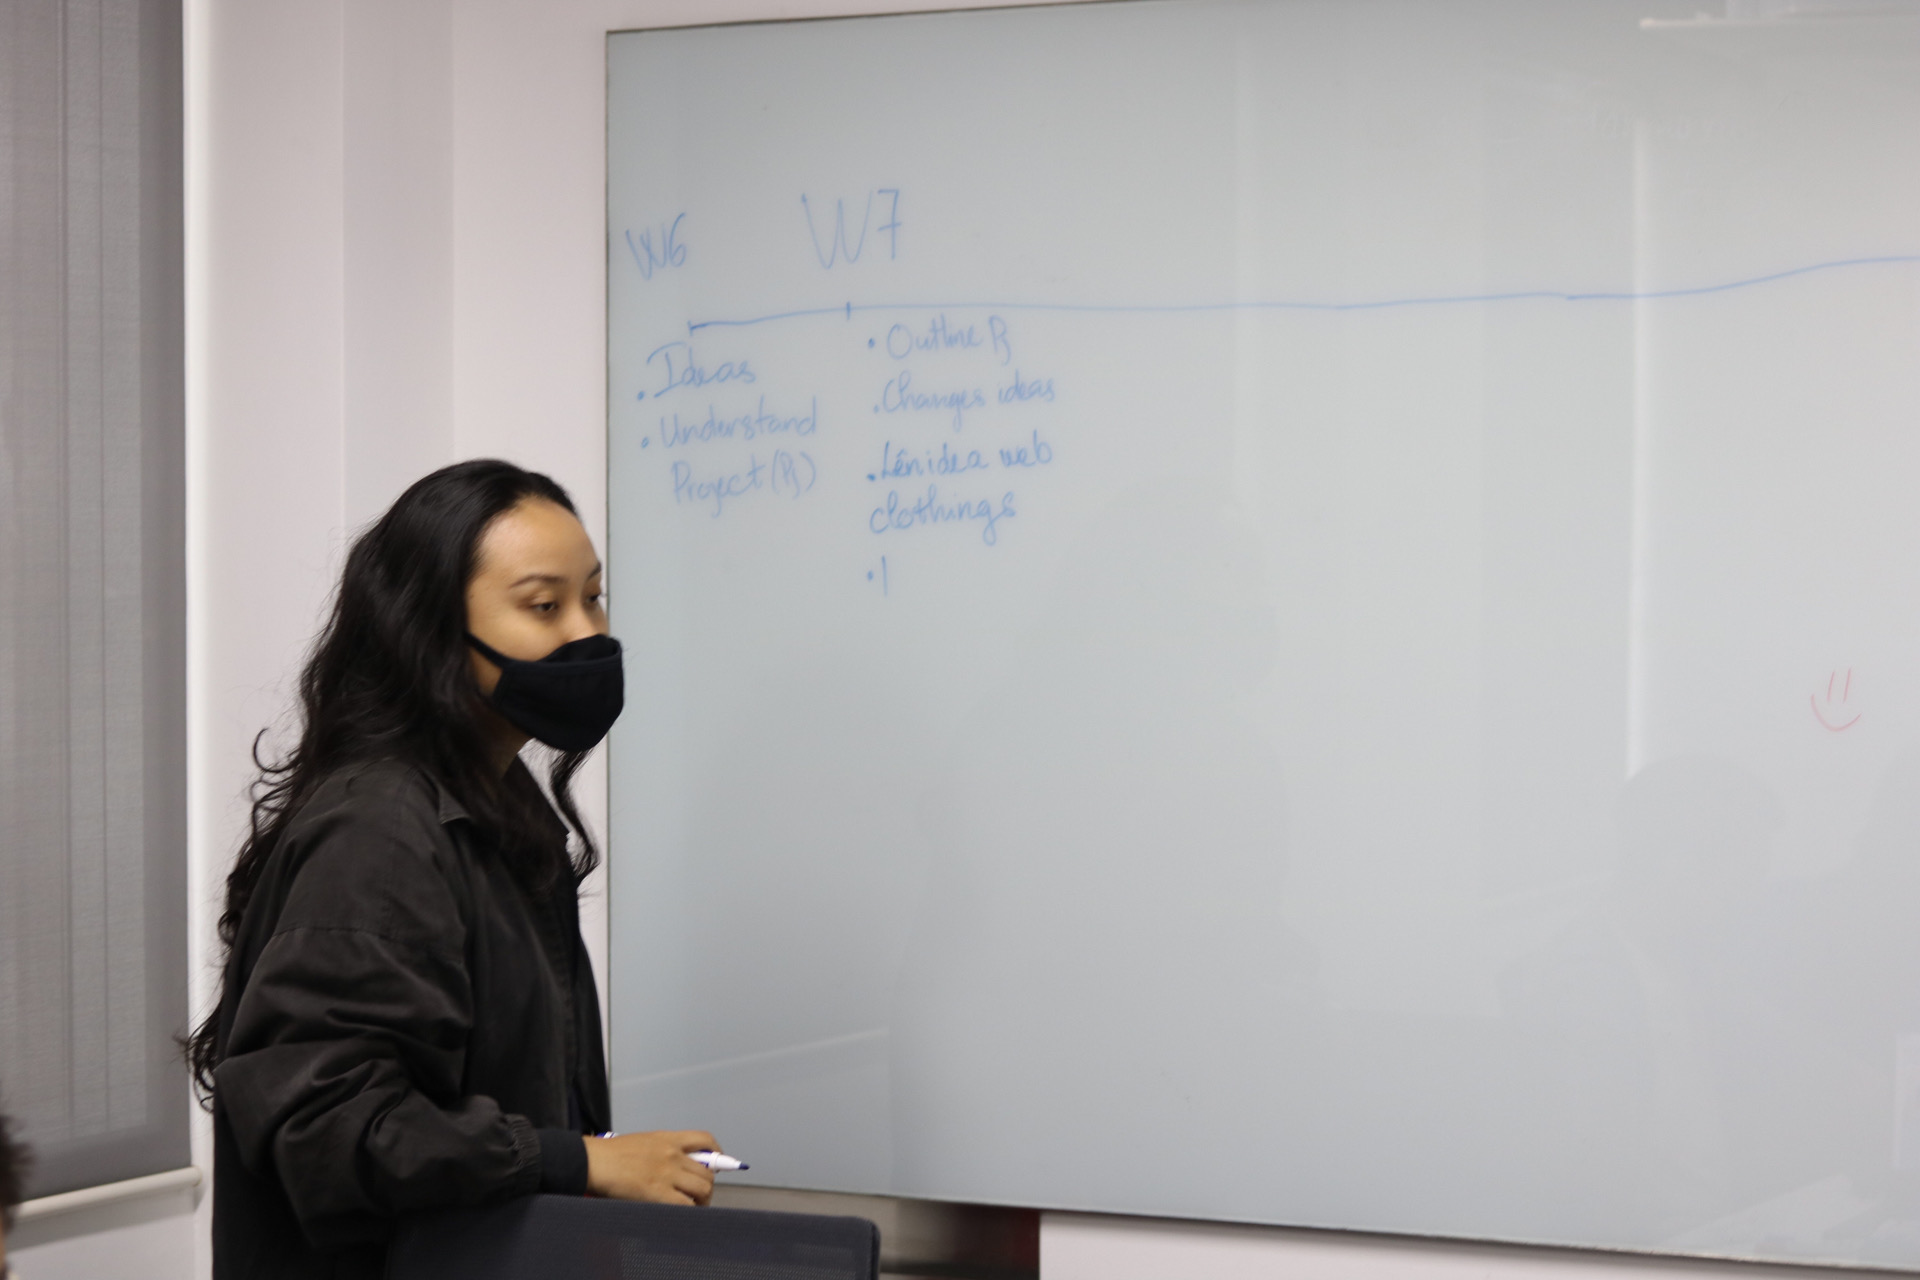 W6
W7
• Ideas
• Understand
Project (Pj)
• Outline Pj
• Changes ideas
• Lên idea web
clothings
• l